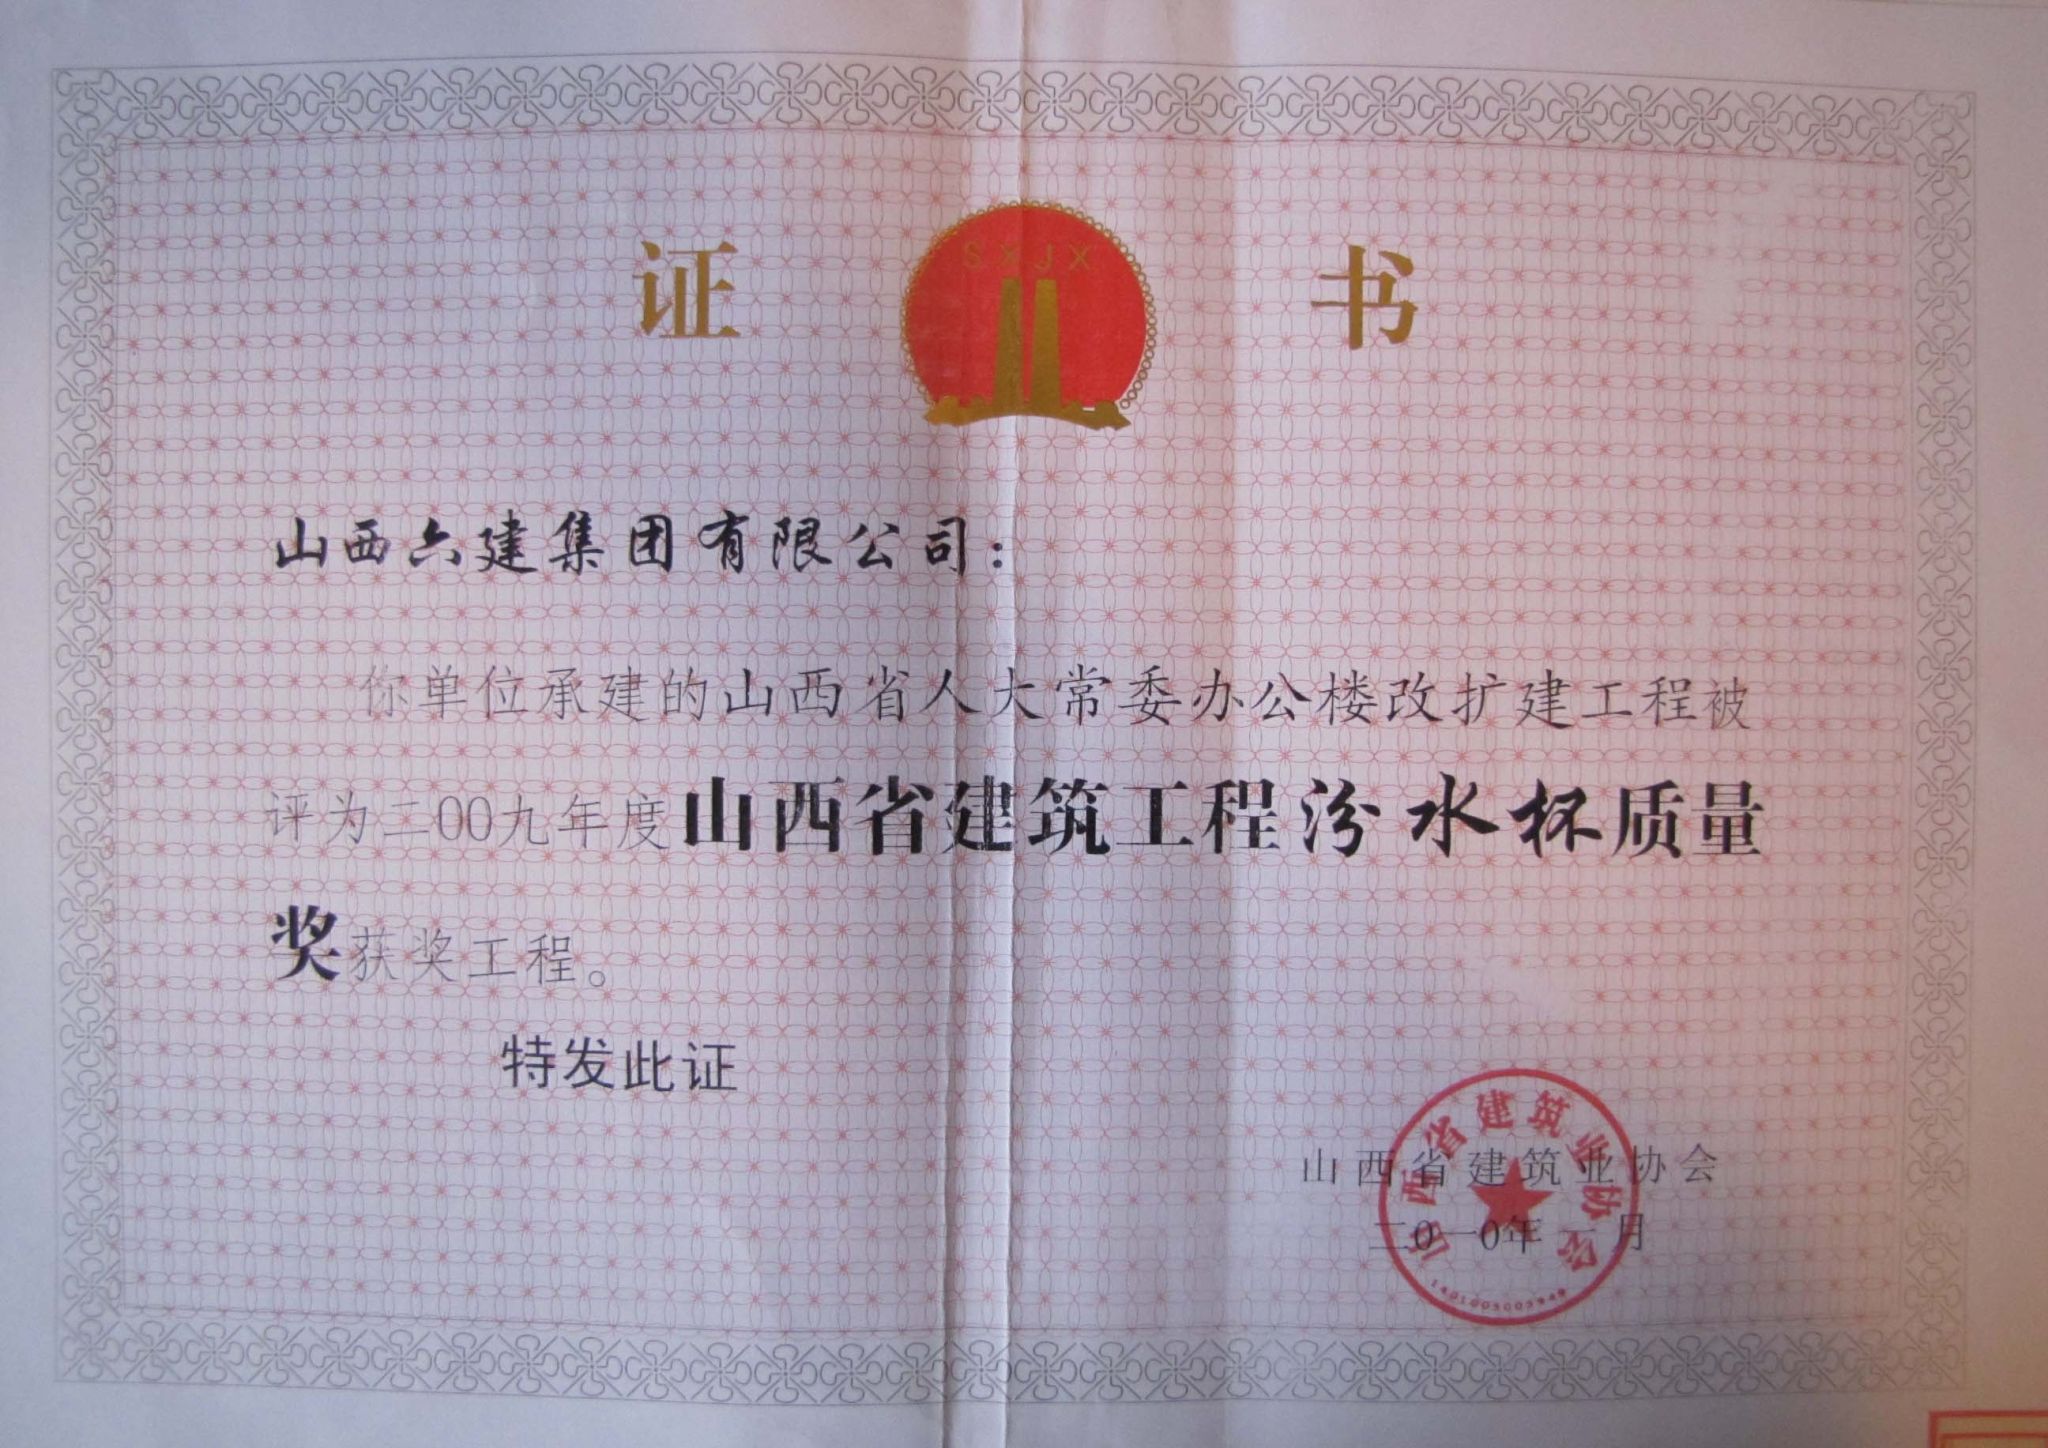 证 书
SXJX
山西六建集团有限公司：
你单位承建的山西省人大常委办公楼改扩建工程被
评为二00九年度山西省建筑工程汾水杯质量
奖获奖工程。
特发此证
山西省建筑业协会
二0一0年一月
山西省建筑业协会